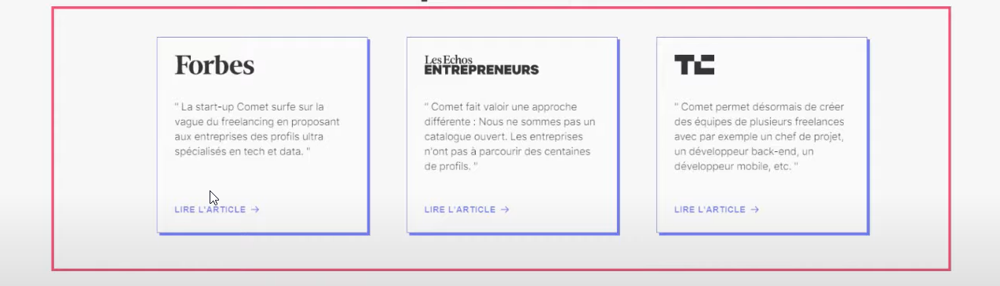 Forbes
" La start-up Comet surfe sur la
vague du freelancing en proposant
aux entreprises des profils ultra
spécialisés en tech et data. "
LIRE L'ARTICLE →
Les Echos
ENTREPRENEURS
" Comet fait valoir une approche
différente : Nous ne sommes pas un
catalogue ouvert. Les entreprises
n'ont pas à parcourir des centaines
de profils. "
LIRE L'ARTICLE →
TC
" Comet permet désormais de créer
des équipes de plusieurs freelances
avec par exemple un chef de projet,
un développeur back-end, un
développeur mobile, etc. "
LIRE L'ARTICLE →